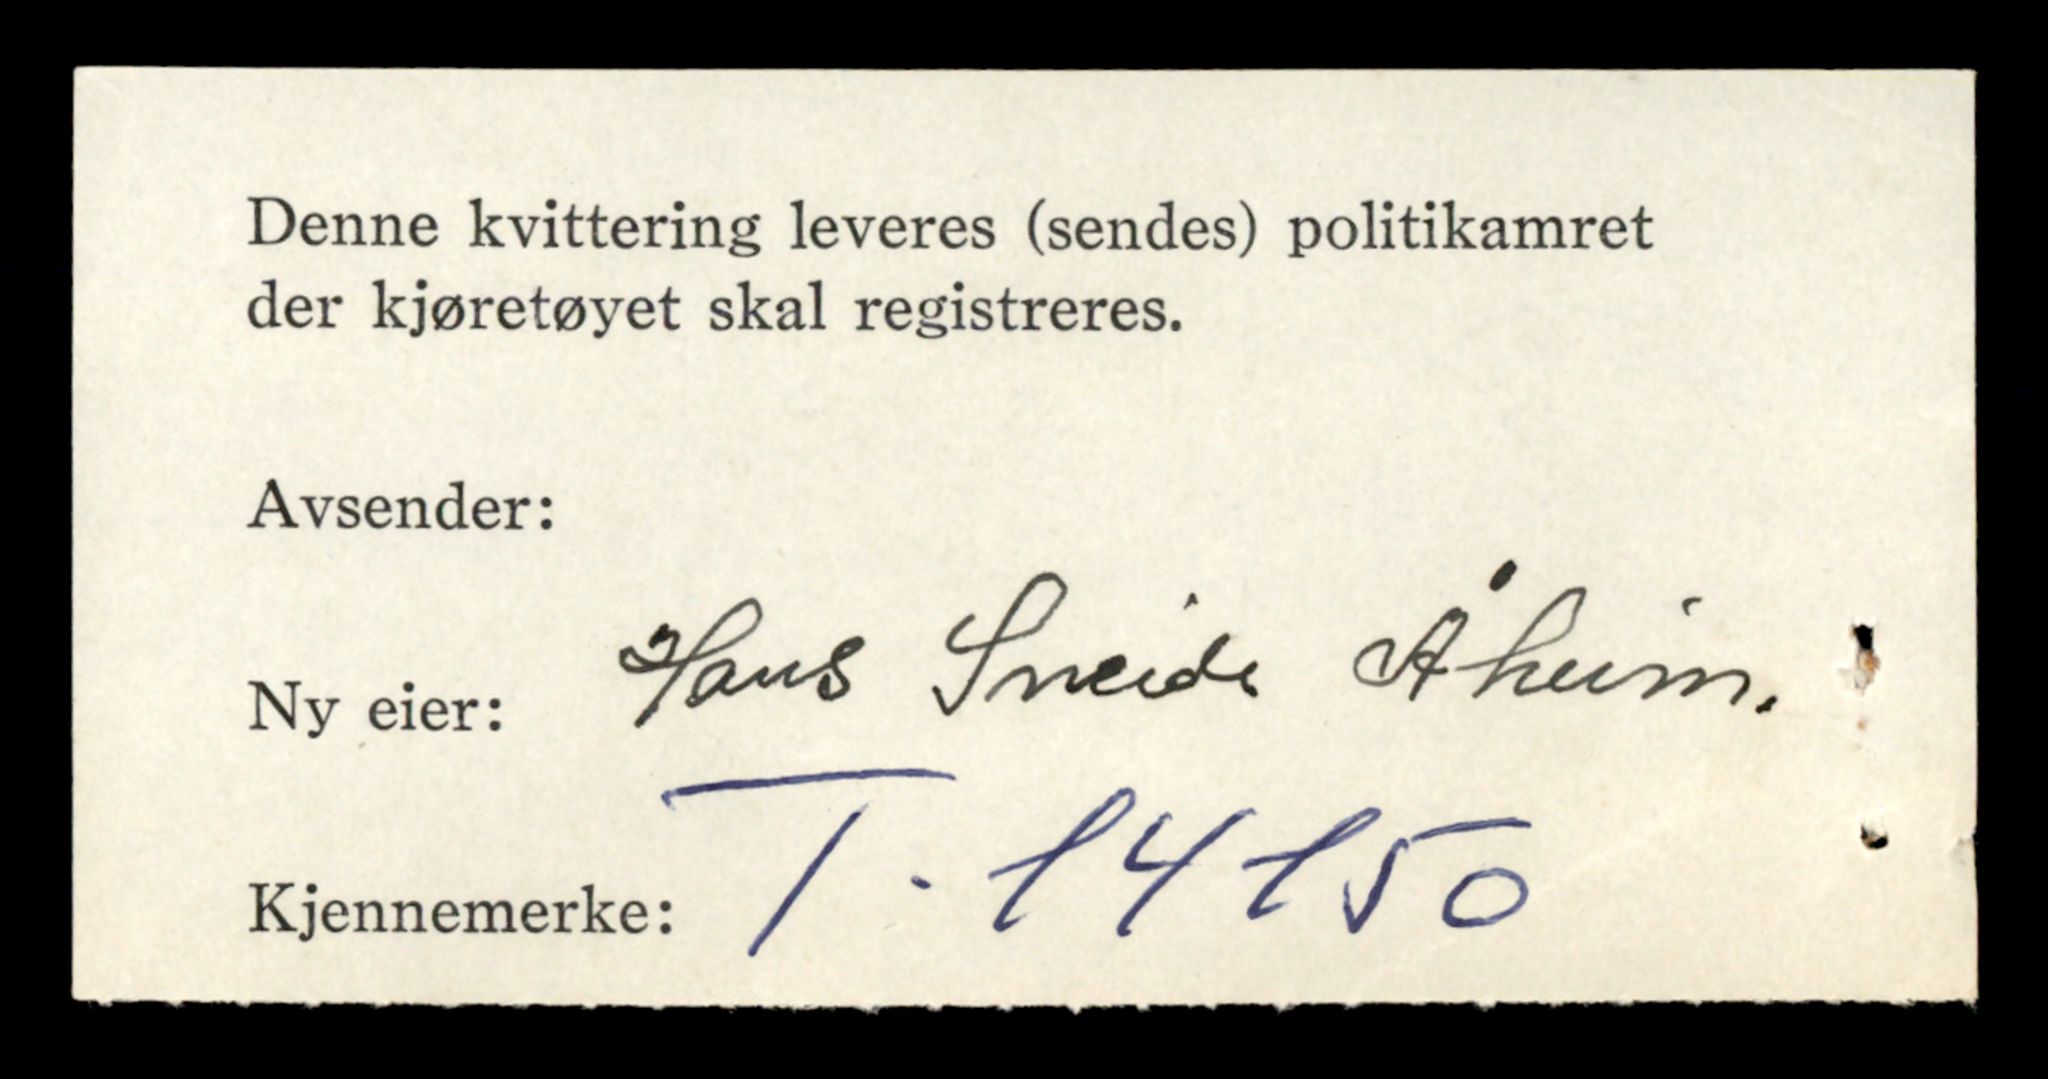 Denne kvittering leveres (sendes) politikamret
der kjøretøyet skal registreres.
Avsender:
Ny eier: Hans Sneide Åheim.
Kjennemerke: T. 14150